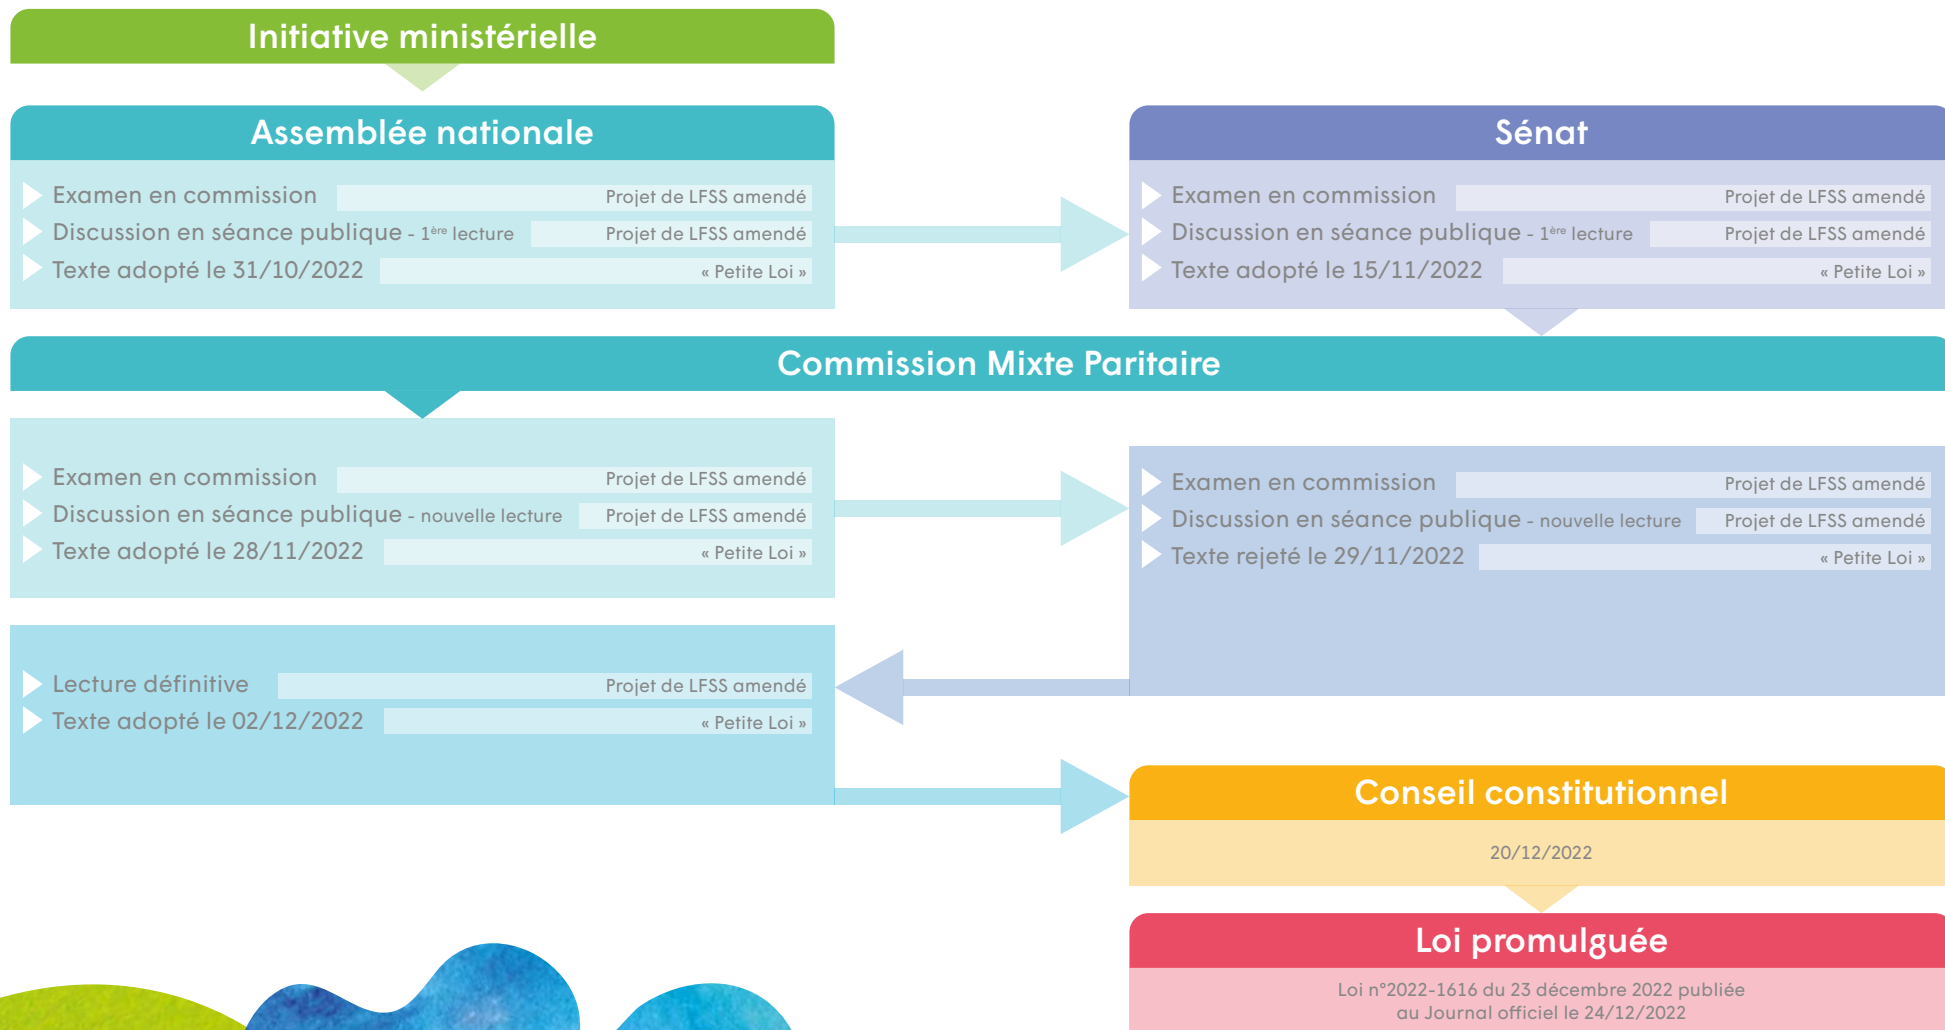 Initiative ministérielle
Assemblée nationale
Examen en commission Projet de LFSS amendé
Discussion en séance publique - 1ère lecture Projet de LFSS amendé
Texte adopté le 31/10/2022 « Petite Loi »
Sénat
Examen en commission Projet de LFSS amendé
Discussion en séance publique - 1ère lecture Projet de LFSS amendé
Texte adopté le 15/11/2022 « Petite Loi »
Commission Mixte Paritaire
Examen en commission Projet de LFSS amendé
Discussion en séance publique - nouvelle lecture Projet de LFSS amendé
Texte adopté le 28/11/2022 « Petite Loi »
Examen en commission Projet de LFSS amendé
Discussion en séance publique - nouvelle lecture Projet de LFSS amendé
Texte rejeté le 29/11/2022 « Petite Loi »
Lecture définitive Projet de LFSS amendé
Texte adopté le 02/12/2022 « Petite Loi »
Conseil constitutionnel
20/12/2022
Loi promulguée
Loi n°2022-1616 du 23 décembre 2022 publiée
au Journal officiel le 24/12/2022